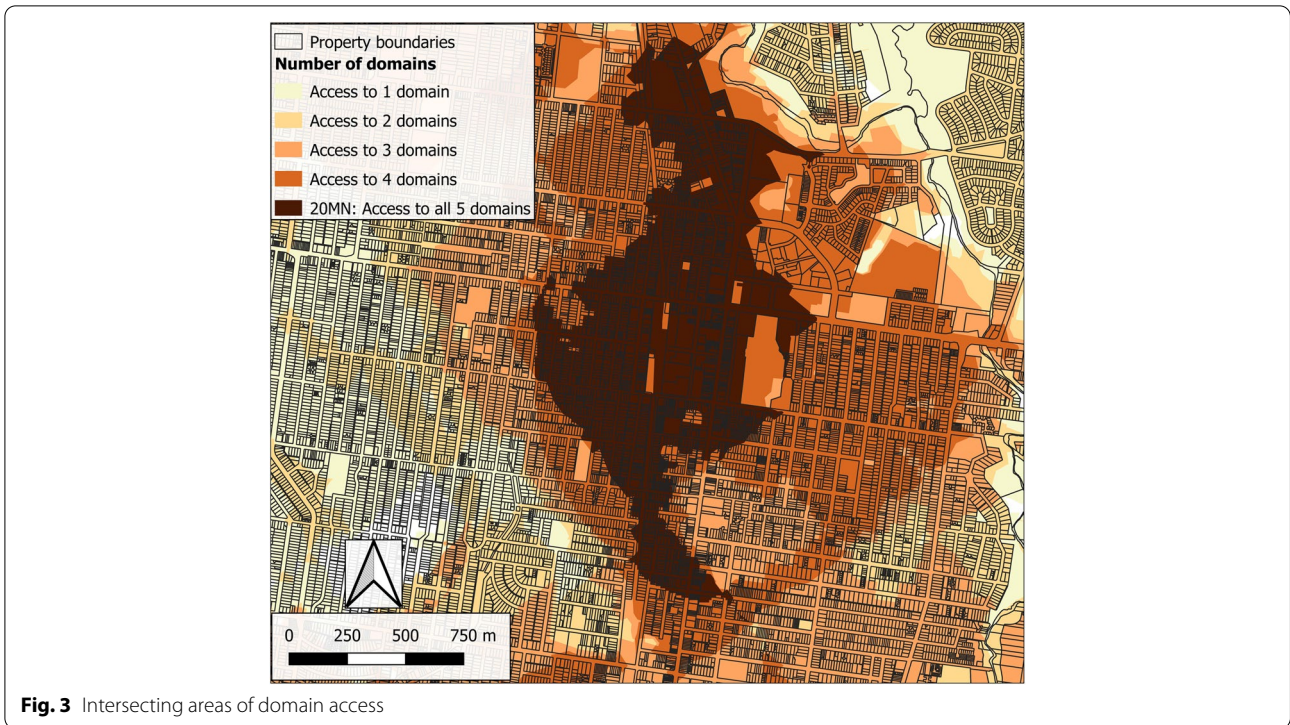 Property boundaries
Number of domains
Access to 1 domain
Access to 2 domains
Access to 3 domains
Access to 4 domains
20MN: Access to all 5 domains
0 250 500 750 m
Fig. 3 Intersecting areas of domain access